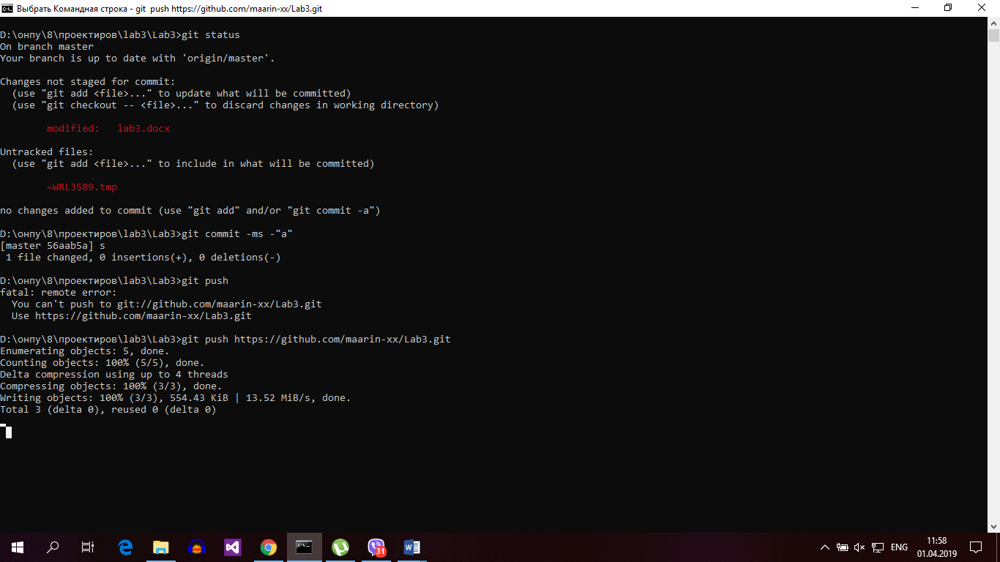 Выбрать Командная строка - git  push https://github.com/maarin-xx/Lab3.git
D:\онпу\8\проектиров\lab3\Lab3>git status
On branch master
Your branch is up to date with 'origin/master'.
Changes not staged for commit:
  (use "git add <file>..." to update what will be committed)
  (use "git checkout -- <file>..." to discard changes in working directory)
        modified:   lab3.docx
Untracked files:
  (use "git add <file>..." to include in what will be committed)
        ~WRL3589.tmp
no changes added to commit (use "git add" and/or "git commit -a")
D:\онпу\8\проектиров\lab3\Lab3>git commit -ms -"a"
[master 56aab5a] s
 1 file changed, 0 insertions(+), 0 deletions(-)
D:\онпу\8\проектиров\lab3\Lab3>git push
fatal: remote error:
  You can't push to git://github.com/maarin-xx/Lab3.git
  Use https://github.com/maarin-xx/Lab3.git
D:\онпу\8\проектиров\lab3\Lab3>git push https://github.com/maarin-xx/Lab3.git
Enumerating objects: 5, done.
Counting objects: 100% (5/5), done.
Delta compression using up to 4 threads
Compressing objects: 100% (3/3), done.
Writing objects: 100% (3/3), 554.43 KiB | 13.52 MiB/s, done.
Total 3 (delta 0), reused 0 (delta 0)
31
ENG
11:58
01.04.2019